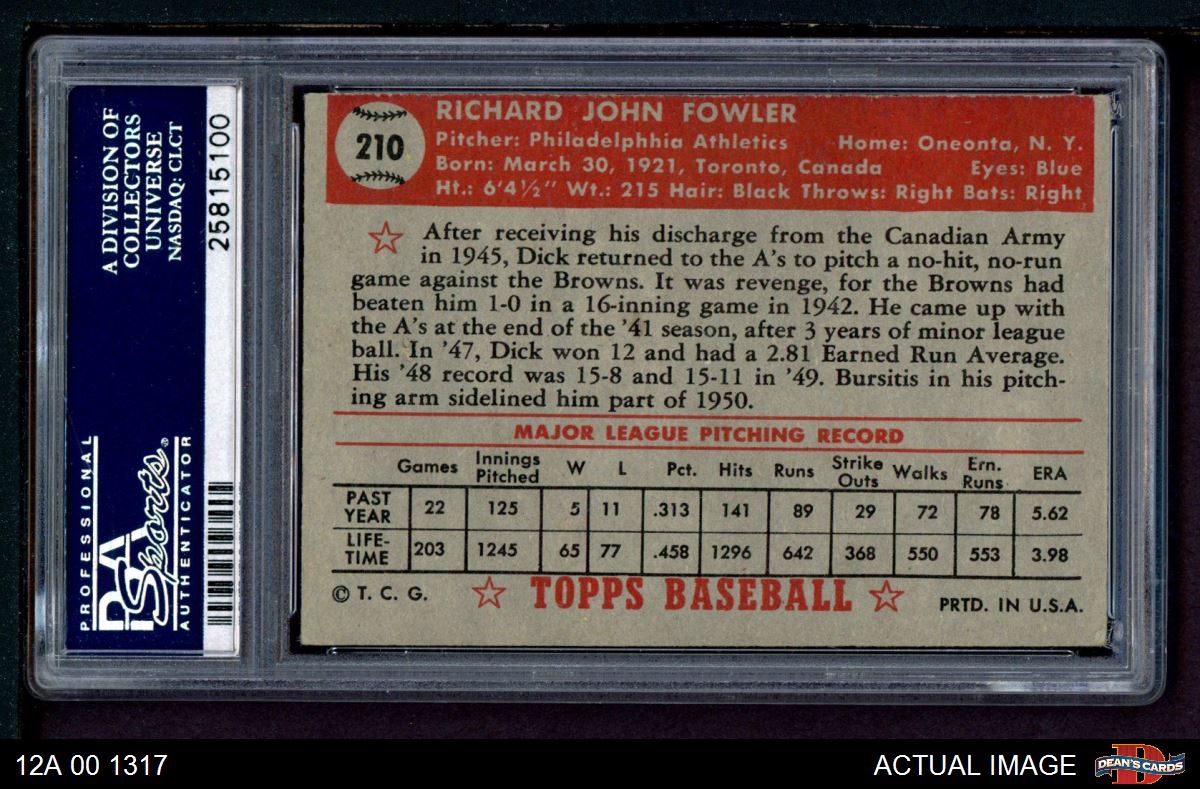 A DIVISION OF
COLLECTORS
UNIVERSE
NASDAQ: CLCT
25815100
PROFESSIONAL
PSA
Sports®
AUTHENTICATOR
210
RICHARD JOHN FOWLER
Pitcher: Philadelphhia Athletics Home: Oneonta, N. Y.
Born: March 30, 1921, Toronto, Canada Eyes: Blue
Ht.: 6'4½" Wt.: 215 Hair: Black Throws: Right Bats: Right
After receiving his discharge from the Canadian Army
in 1945, Dick returned to the A's to pitch a no-hit, no-run
game against the Browns. It was revenge, for the Browns had
beaten him 1-0 in a 16-inning game in 1942. He came up with
the A's at the end of the '41 season, after 3 years of minor league
ball. In '47, Dick won 12 and had a 2.81 Earned Run Average.
His '48 record was 15-8 and 15-11 in '49. Bursitis in his pitch-
ing arm sidelined him part of 1950.
MAJOR LEAGUE PITCHING RECORD
Games Innings Pitched W L Pct. Hits Runs Strike Outs Walks Ern. Runs ERA
PAST YEAR 22 125 5 11 .313 141 89 29 72 78 5.62
LIFE-TIME 203 1245 65 77 .458 1296 642 368 550 553 3.98
© T. C. G. TOPPS BASEBALL PRTD. IN U.S.A.
12A 00 1317 ACTUAL IMAGE DEAN'S CARDS